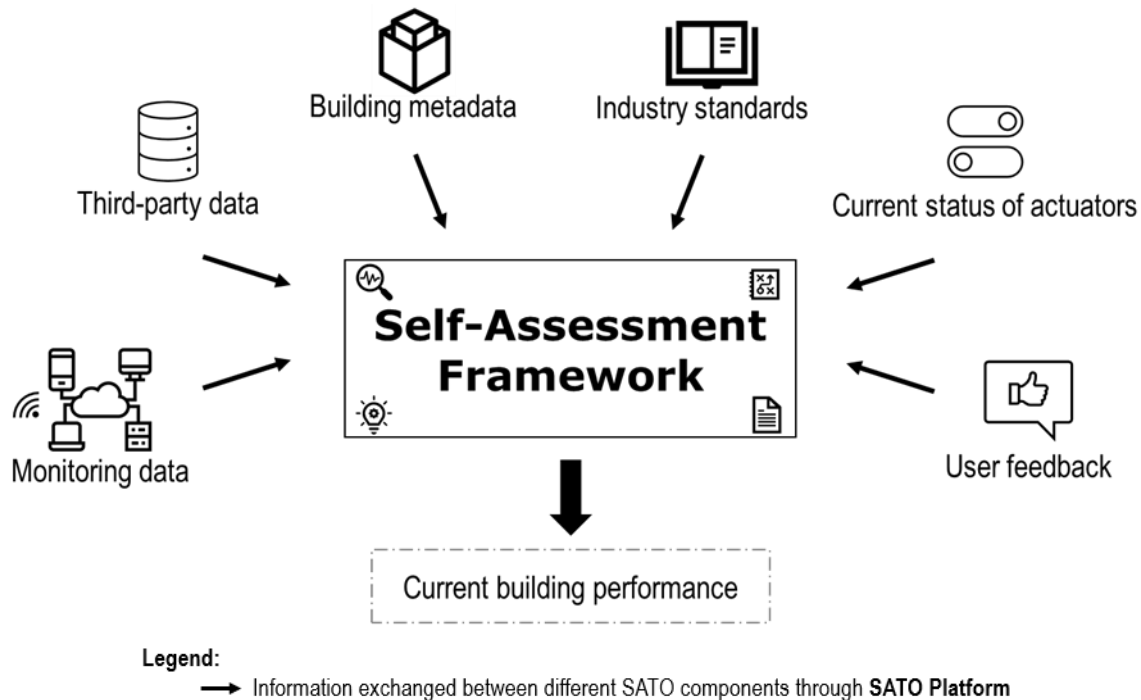 Building metadata
Industry standards
Third-party data
Current status of actuators
Self-Assessment
Framework
Monitoring data
User feedback
Current building performance
Legend:
Information exchanged between different SATO components through SATO Platform